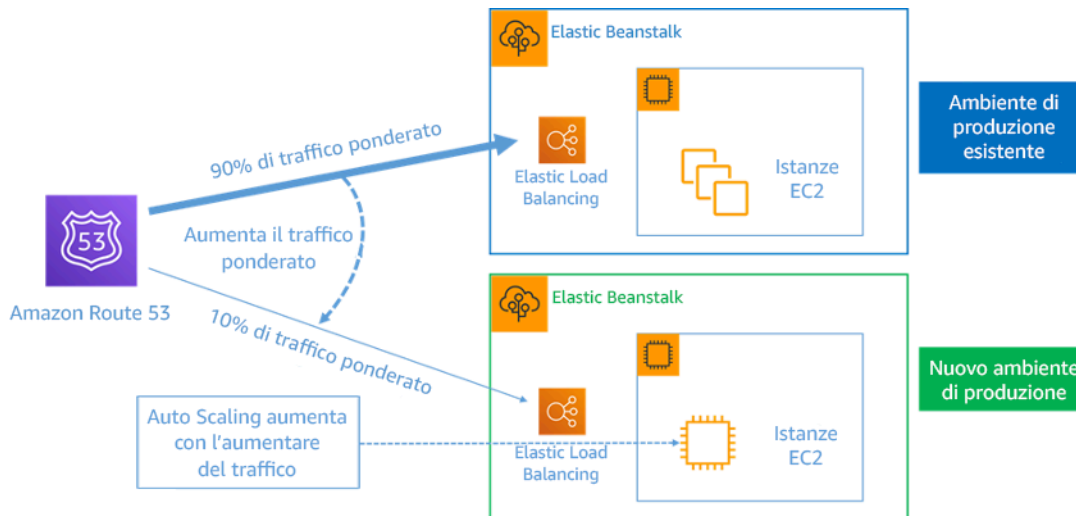 Elastic Beanstalk
Ambiente di
produzione
esistente
90% di traffico ponderato
Elastic Load
Balancing
Istanze
EC2
53
Aumenta il traffico
ponderato
Amazon Route 53
10% di traffico ponderato
Elastic Beanstalk
Nuovo ambiente
di produzione
Auto Scaling aumenta
con l'aumentare
del traffico
Elastic Load
Balancing
Istanze
EC2